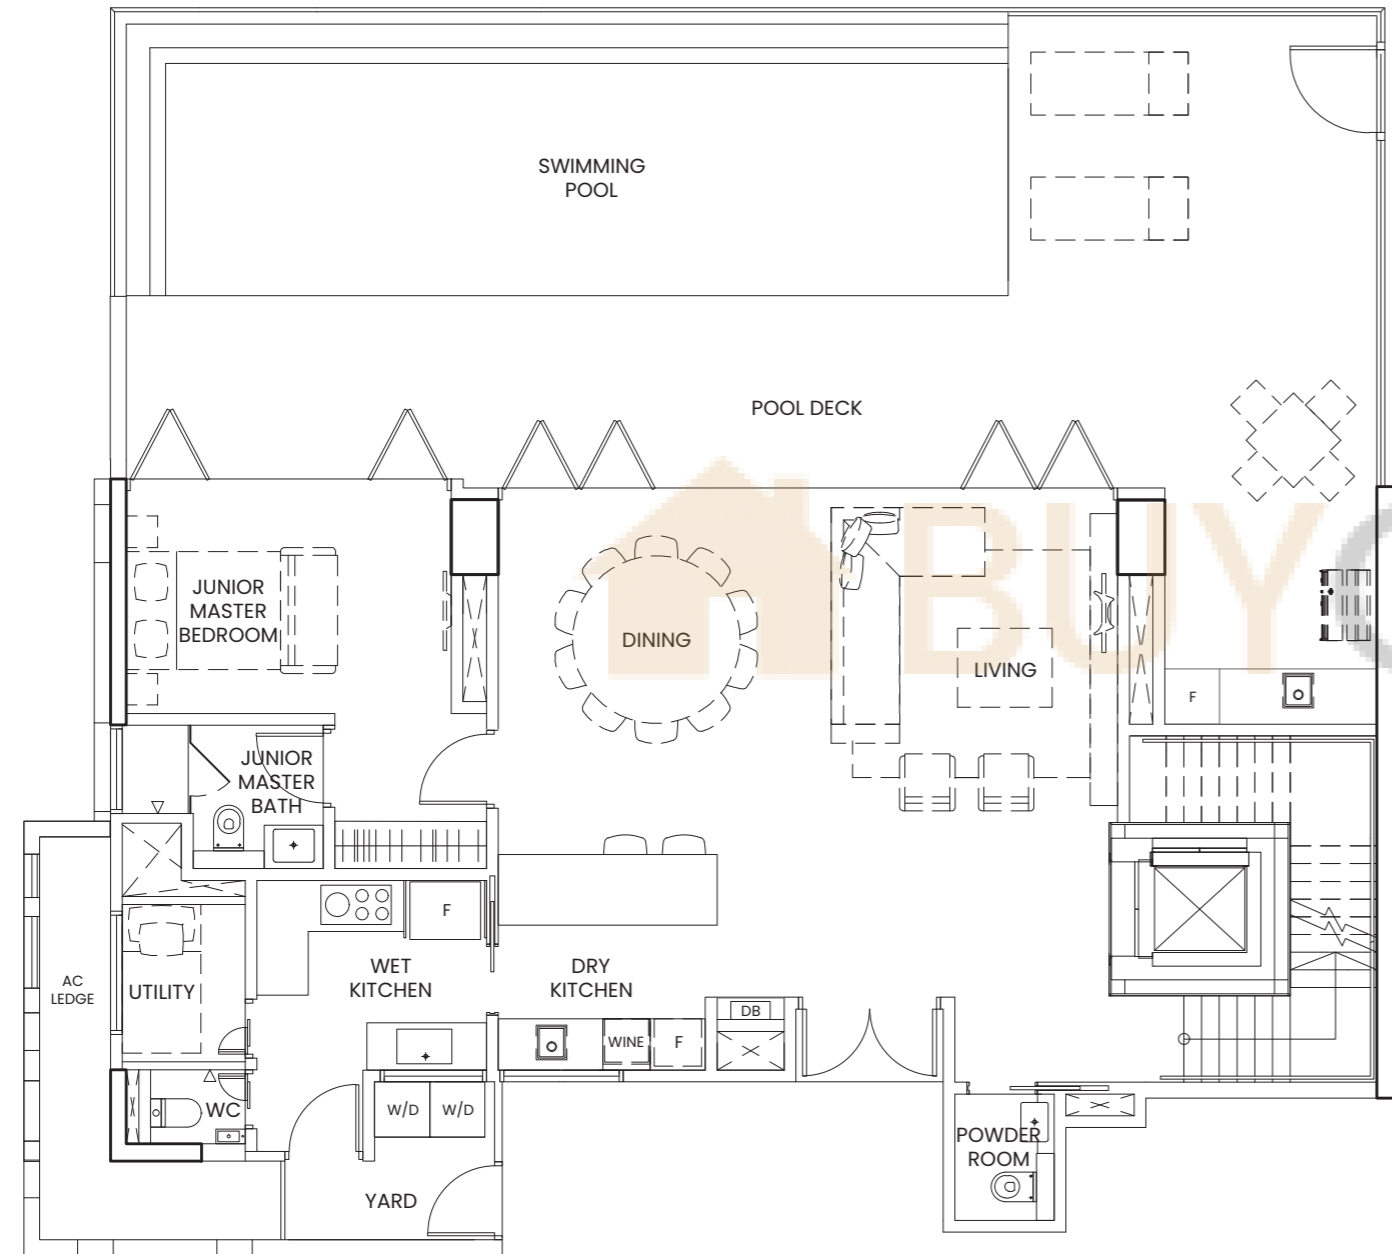 SWIMMING
POOL
POOL DECK
JUNIOR
MASTER
BEDROOM
DINING
LIVING
BUY
F
JUNIOR
MASTER
BATH
F
WET
KITCHEN
DRY
KITCHEN
AC
LEDGE
UTILITY
DB
WINE
F
WC
W/D
W/D
POWDER
ROOM
YARD